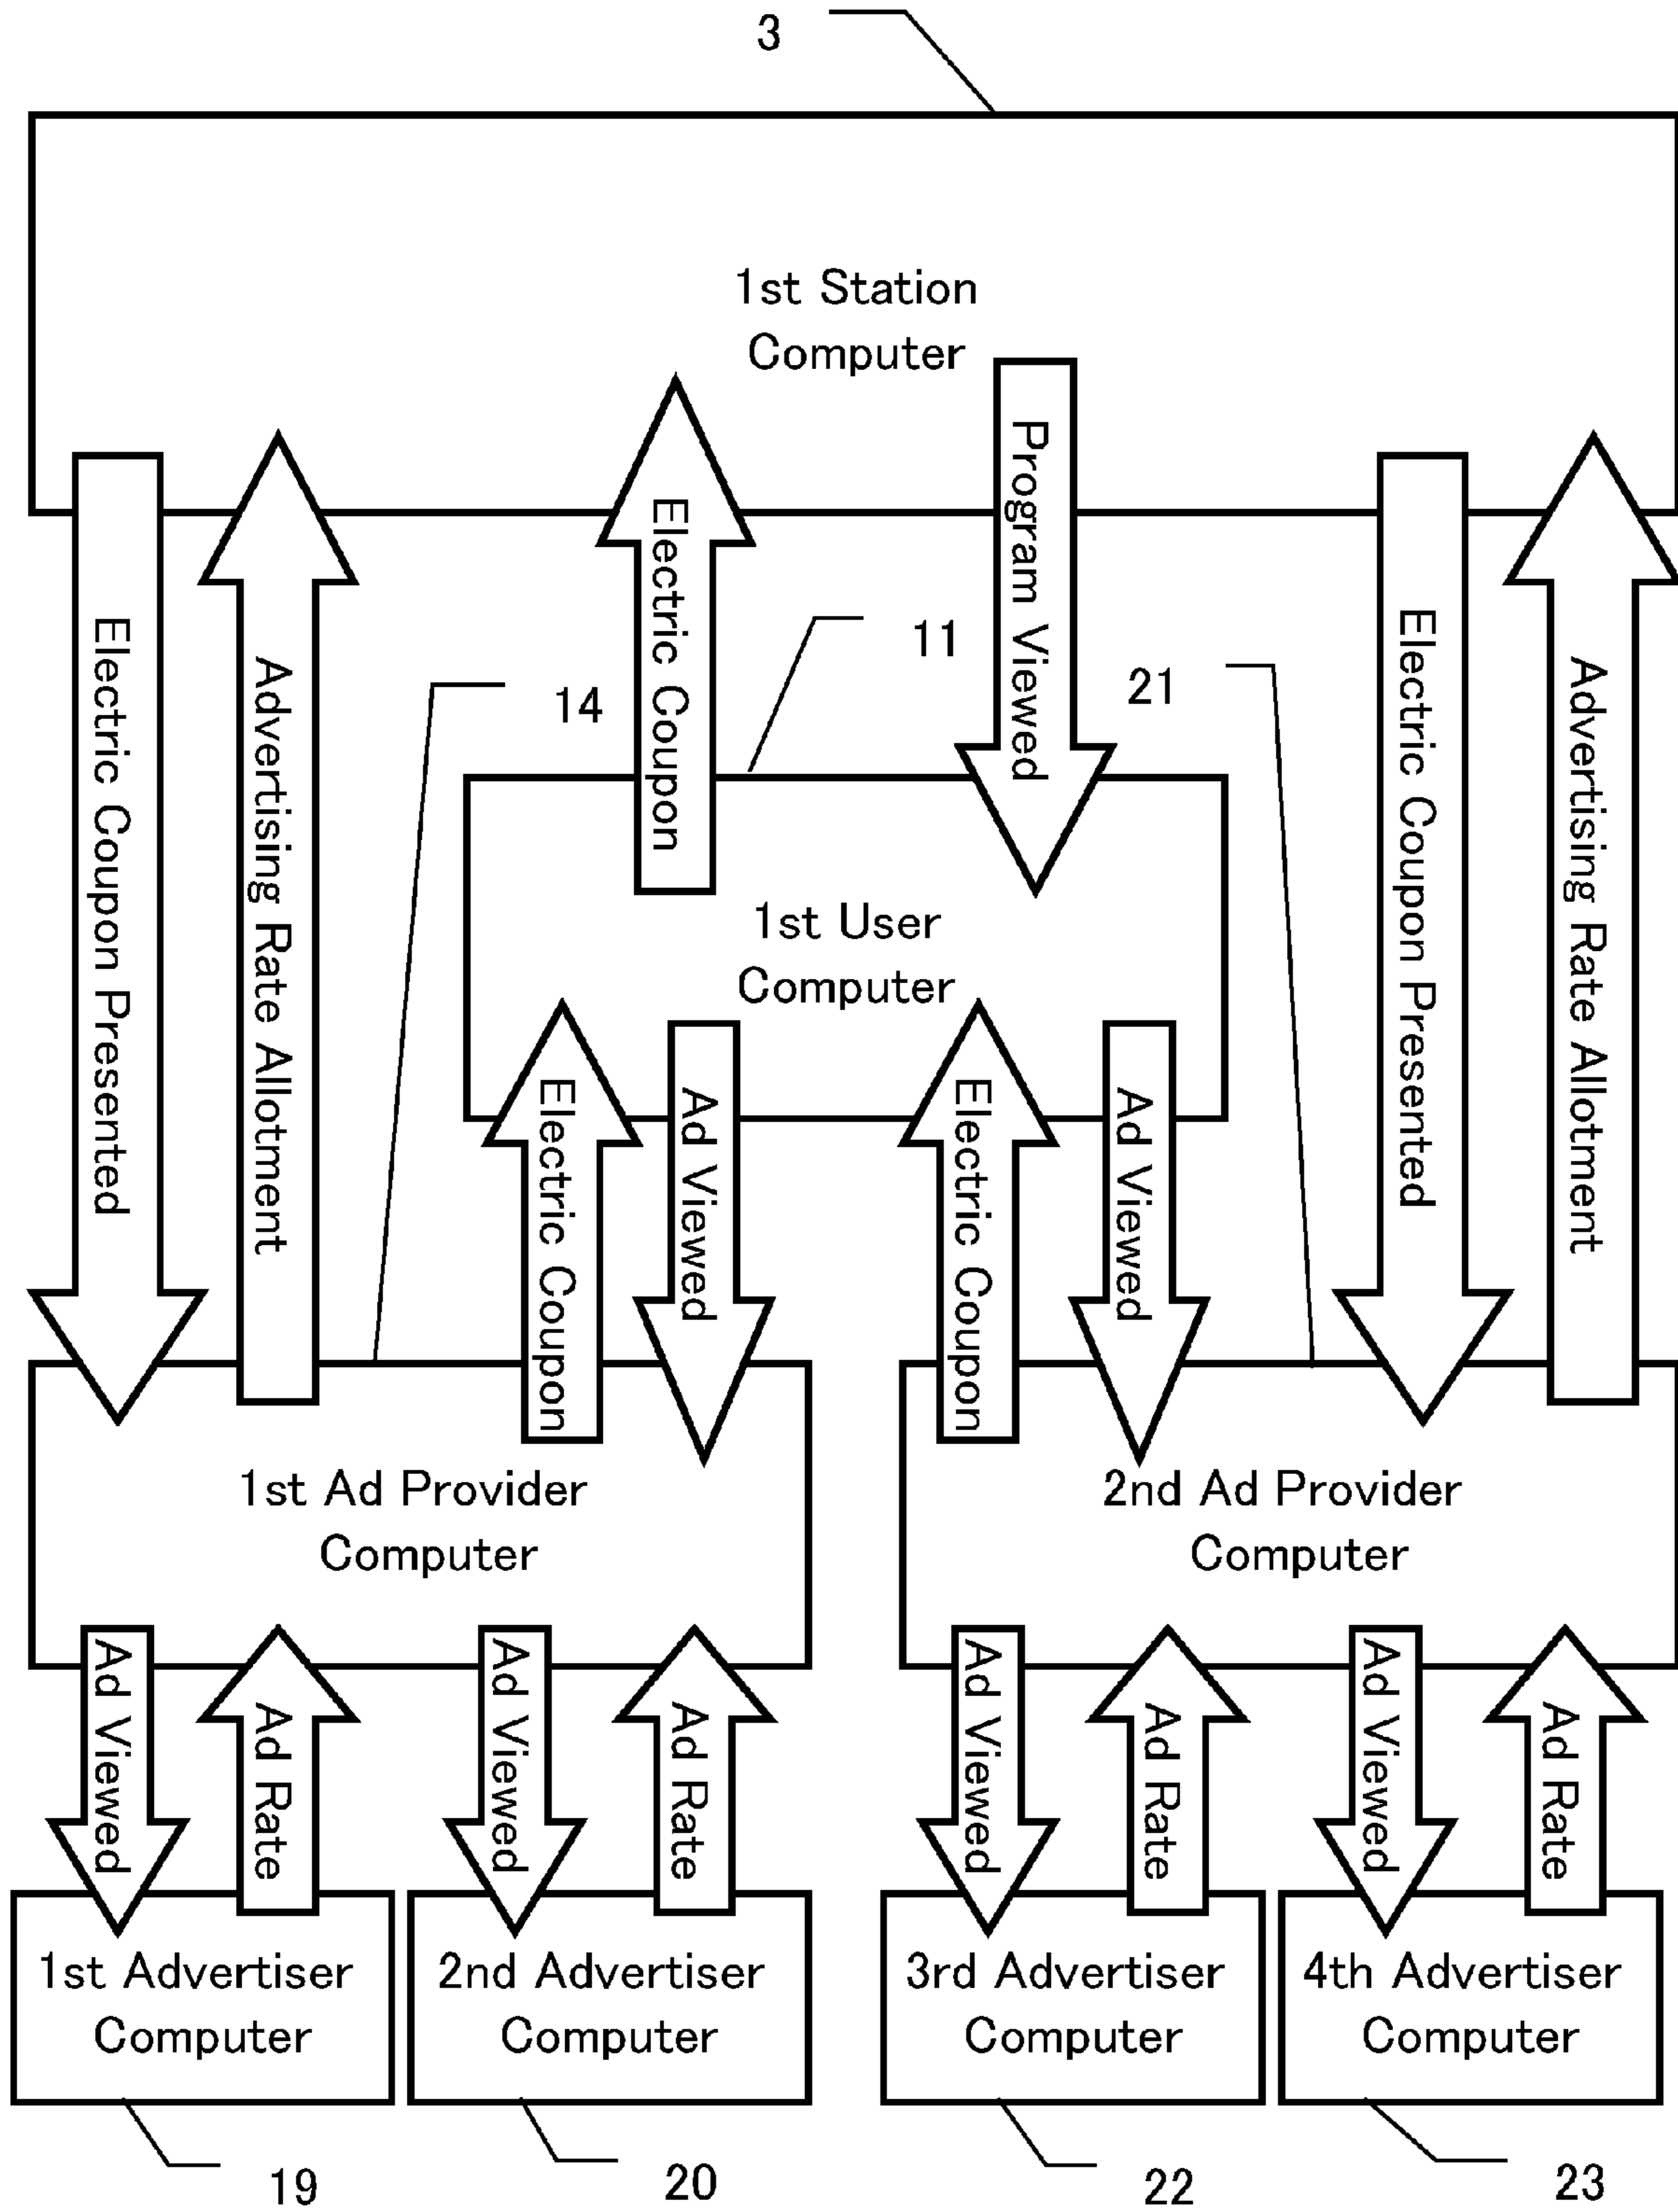 3
1st Station
Computer
Electric Coupon Presented
Advertising Rate Allotment
Electric Coupon
Program Viewed
Electric Coupon Presented
Advertising Rate Allotment
14
11
21
1st User
Computer
Electric Coupon
Ad Viewed
Electric Coupon
Ad Viewed
1st Ad Provider
Computer
2nd Ad Provider
Computer
Ad Viewed
Ad Rate
Ad Viewed
Ad Rate
Ad Viewed
Ad Rate
Ad Viewed
Ad Rate
1st Advertiser
Computer
2nd Advertiser
Computer
3rd Advertiser
Computer
4th Advertiser
Computer
19
20
22
23